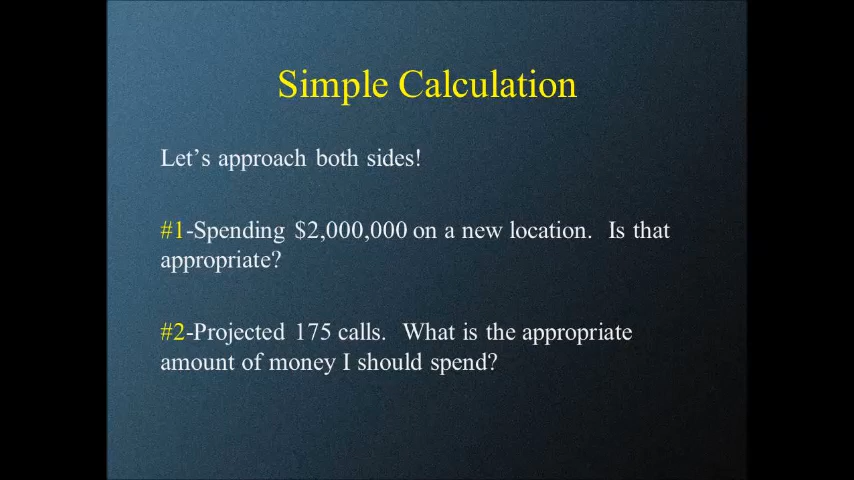 Simple Calculation
Let's approach both sides!
#1-Spending $2,000,000 on a new location.  Is that
appropriate?
#2-Projected 175 calls.  What is the appropriate
amount of money I should spend?